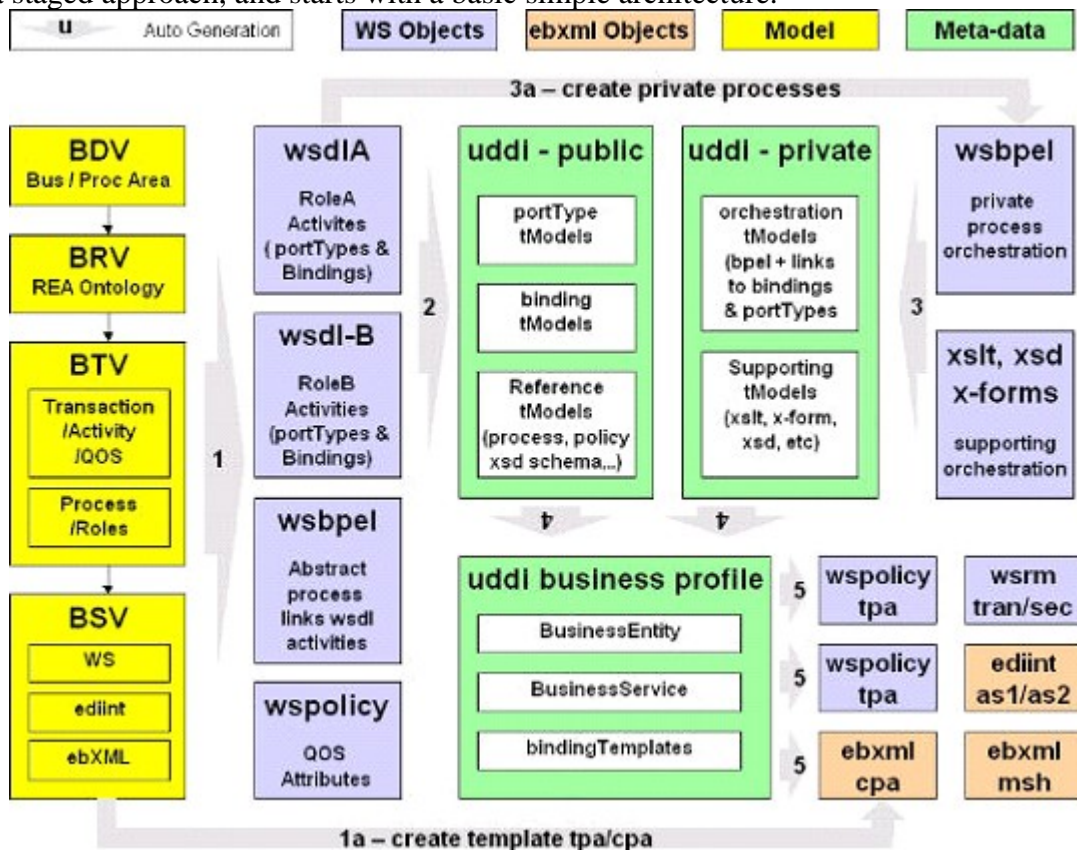 a staged approach, and starts with a basic simple architecture.
u Auto Generation
WS Objects
ebxml Objects
Model
Meta-data
3a – create private processes
BDV
Bus / Proc Area
BRV
REA Ontology
BTV
Transaction
/Activity
/QOS
Process
/Roles
BSV
WS
ediint
ebXML
1
wsdlA
RoleA
Activites
( portTypes &
Bindings)
wsdl-B
RoleB
Activities
(portTypes &
Bindings)
wsbpel
Abstract
process
links wsdl
activities
wspolicy
QOS
Attributes
2
uddi - public
portType
tModels
binding
tModels
Reference
tModels
(process, policy
xsd schema,..)
uddi - private
orchestration
tModels
(bpel + links
to bindings
& portTypes
Supporting
tModels
(xslt, x-form,
xsd, etc)
3
wsbpel
private
process
orchestration
xslt, xsd
x-forms
supporting
orchestration
4
4
uddi business profile
BusinessEntity
BusinessService
bindingTemplates
5
wspolicy
tpa
wsrm
tran/sec
5
wspolicy
tpa
ediint
as1/as2
5
ebxml
cpa
ebxml
msh
1a – create template tpa/cpa